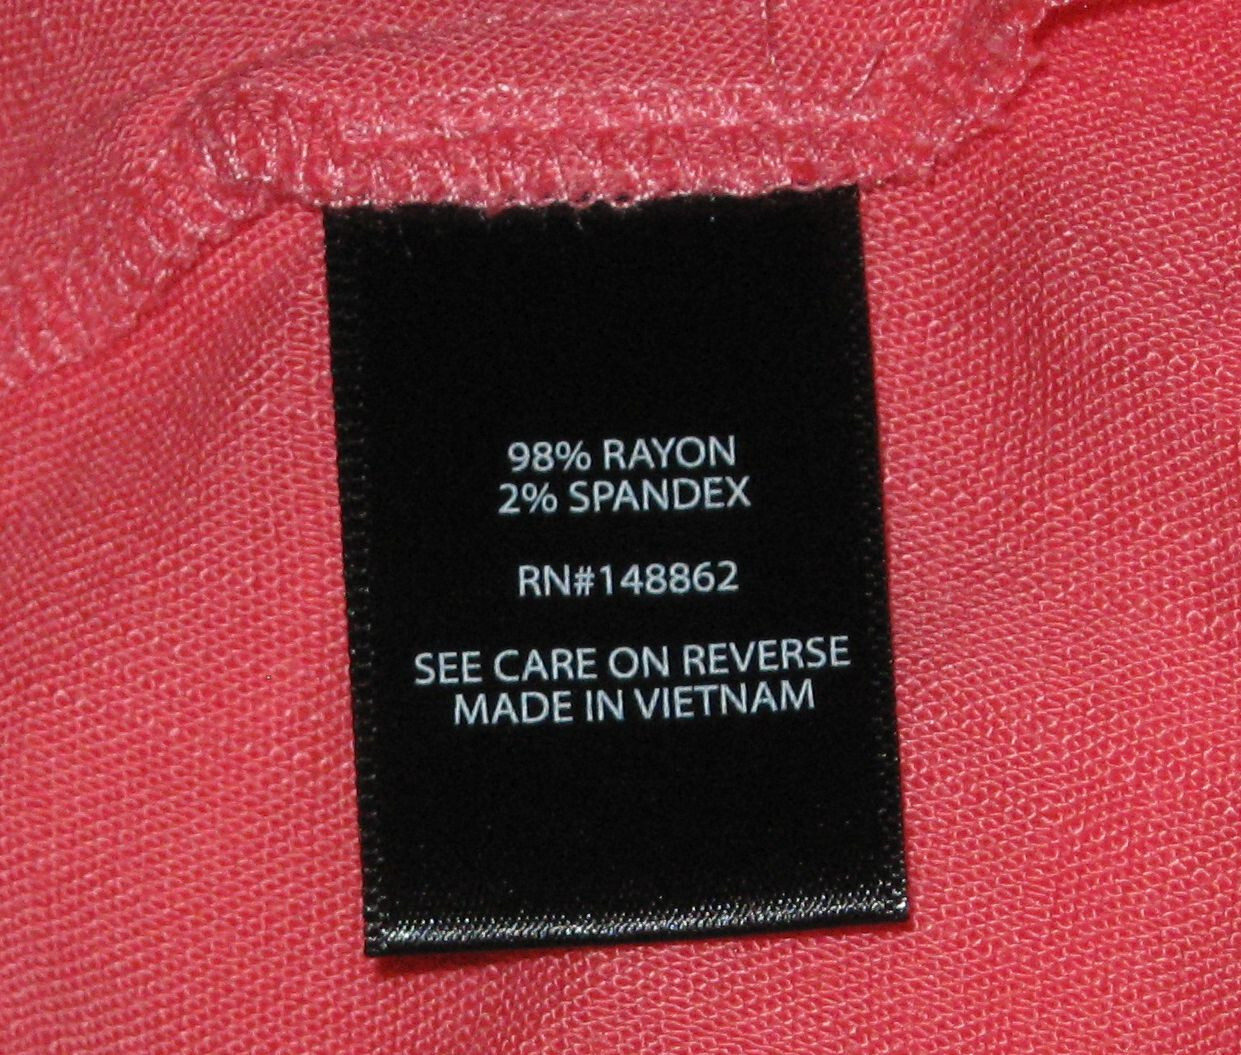 98% RAYON
2% SPANDEX
RN#148862
SEE CARE ON REVERSE
MADE IN VIETNAM